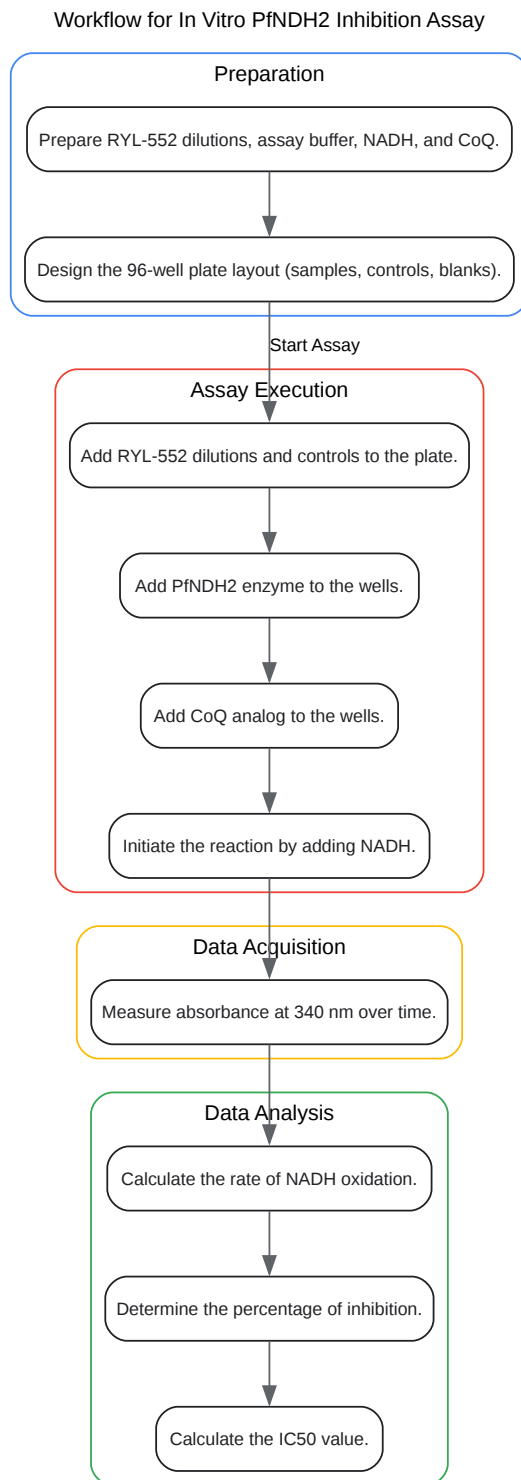 Workflow for In Vitro PfNDH2 Inhibition Assay
Preparation
Prepare RYL-552 dilutions, assay buffer, NADH, and CoQ.
Design the 96-well plate layout (samples, controls, blanks).
Start Assay
Assay Execution
Add RYL-552 dilutions and controls to the plate.
Add PfNDH2 enzyme to the wells.
Add CoQ analog to the wells.
Initiate the reaction by adding NADH.
Data Acquisition
Measure absorbance at 340 nm over time.
Data Analysis
Calculate the rate of NADH oxidation.
Determine the percentage of inhibition.
Calculate the IC50 value.